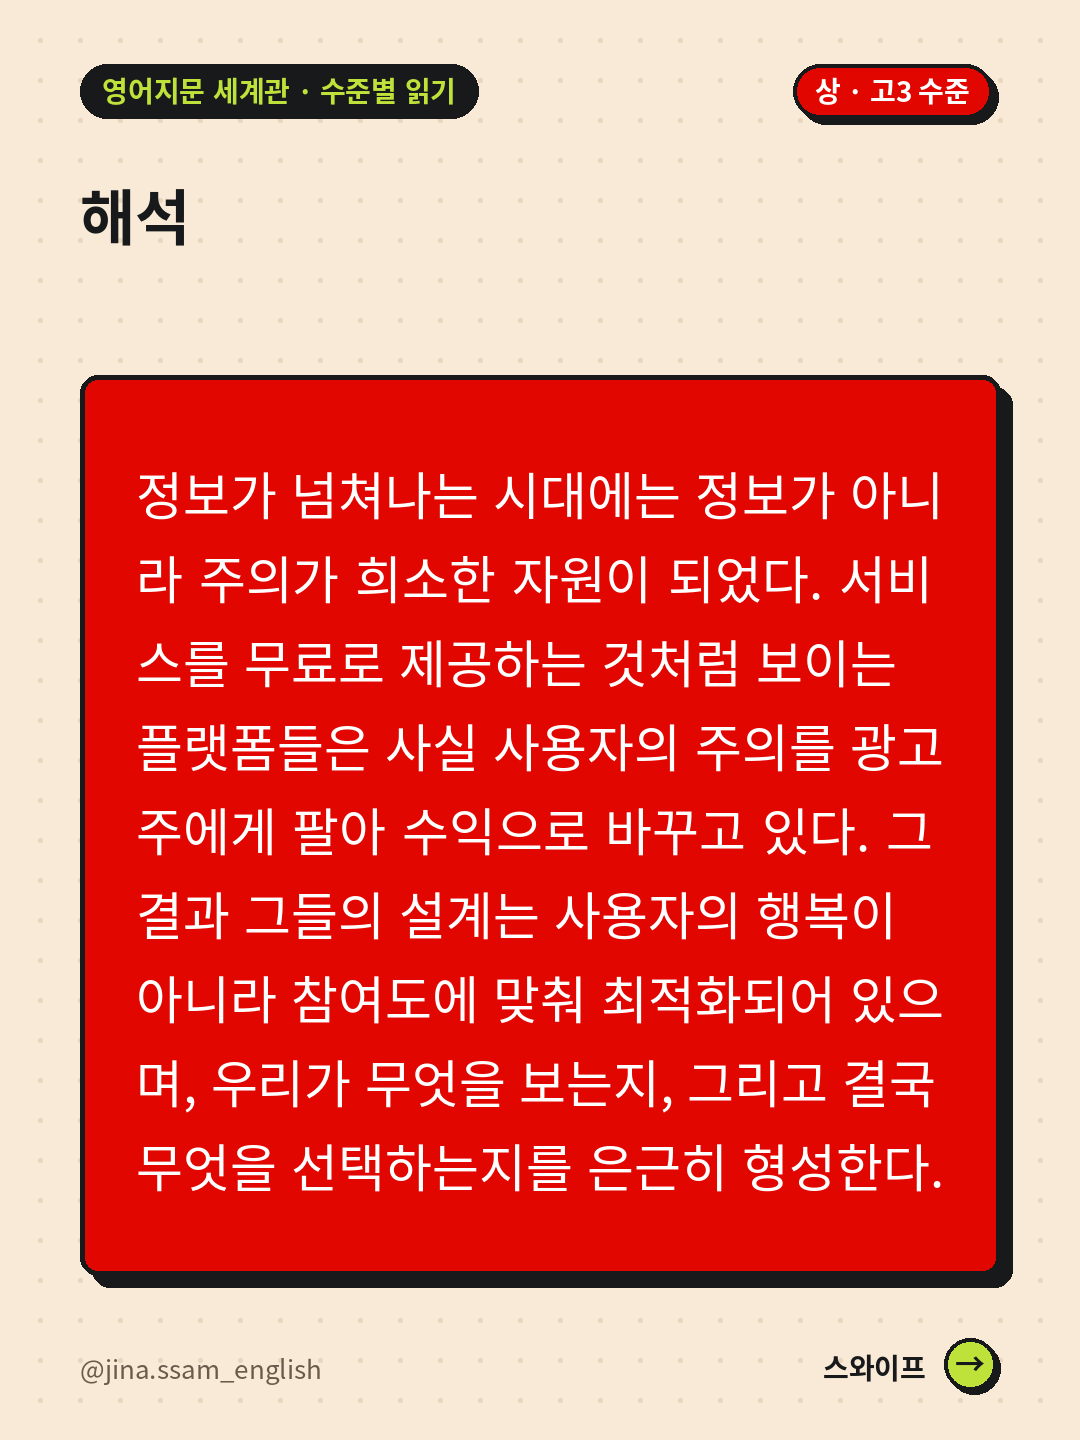 영어지문 세계관 · 수준별 읽기
상 · 고3 수준
해석
정보가 넘쳐나는 시대에는 정보가 아니
라 주의가 희소한 자원이 되었다. 서비
스를 무료로 제공하는 것처럼 보이는
플랫폼들은 사실 사용자의 주의를 광고
주에게 팔아 수익으로 바꾸고 있다. 그
결과 그들의 설계는 사용자의 행복이
아니라 참여도에 맞춰 최적화되어 있으
며, 우리가 무엇을 보는지, 그리고 결국
무엇을 선택하는지를 은근히 형성한다.
@jina.ssam_english
스와이프 →